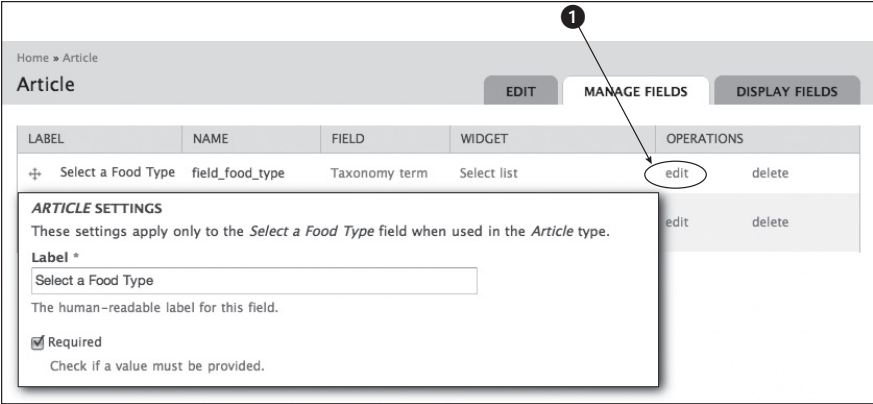 1
Home » Article
Article
EDIT MANAGE FIELDS DISPLAY FIELDS
LABEL NAME FIELD WIDGET OPERATIONS
Select a Food Type field_food_type Taxonomy term Select list edit delete
edit delete
ARTICLE SETTINGS
These settings apply only to the Select a Food Type field when used in the Article type.
Label *
Select a Food Type
The human-readable label for this field.
Required
Check if a value must be provided.